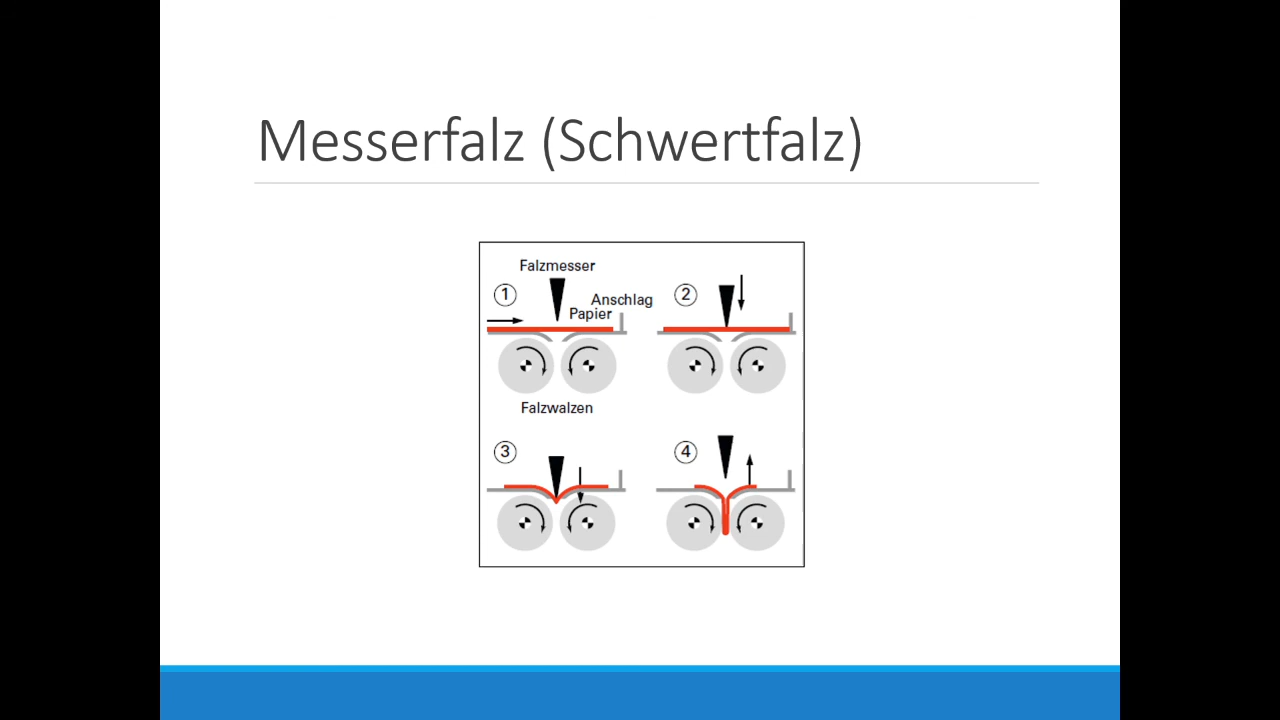 Messerfalz (Schwertfalz)
Falzmesser
1
Anschlag
Papier
2
Falzwalzen
3
4